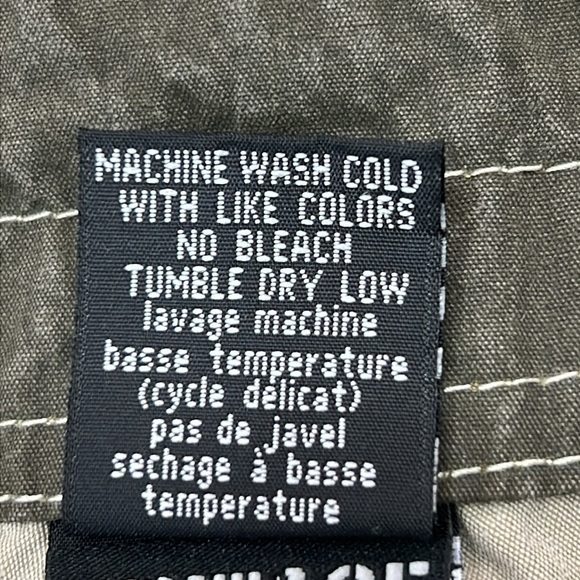 MACHINE WASH COLD
WITH LIKE COLORS
NO BLEACH
TUMBLE DRY LOW
lavage machine
basse temperature
(cycle délicat)
pas de javel
sechage à basse
temperature